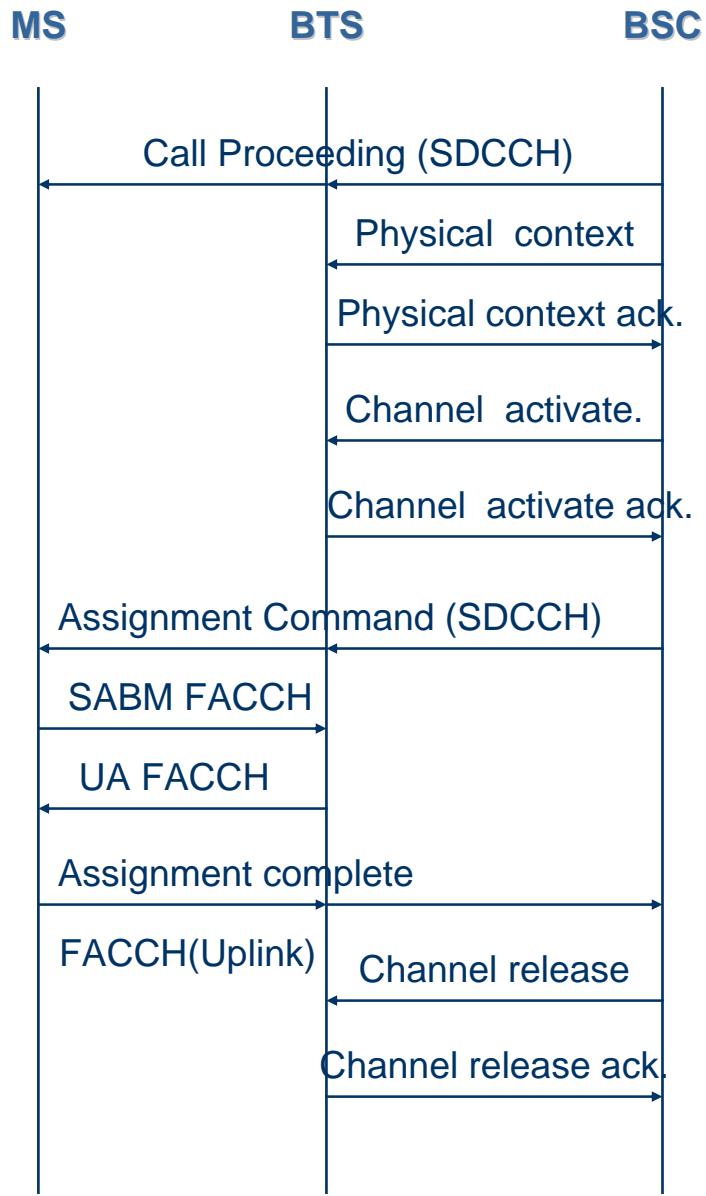 MS BTS BSC
Call Proceeding (SDCCH)
Physical context
Physical context ack.
Channel activate.
Channel activate ack.
Assignment Command (SDCCH)
SABM FACCH
UA FACCH
Assignment complete
FACCH(Uplink)
Channel release
Channel release ack.